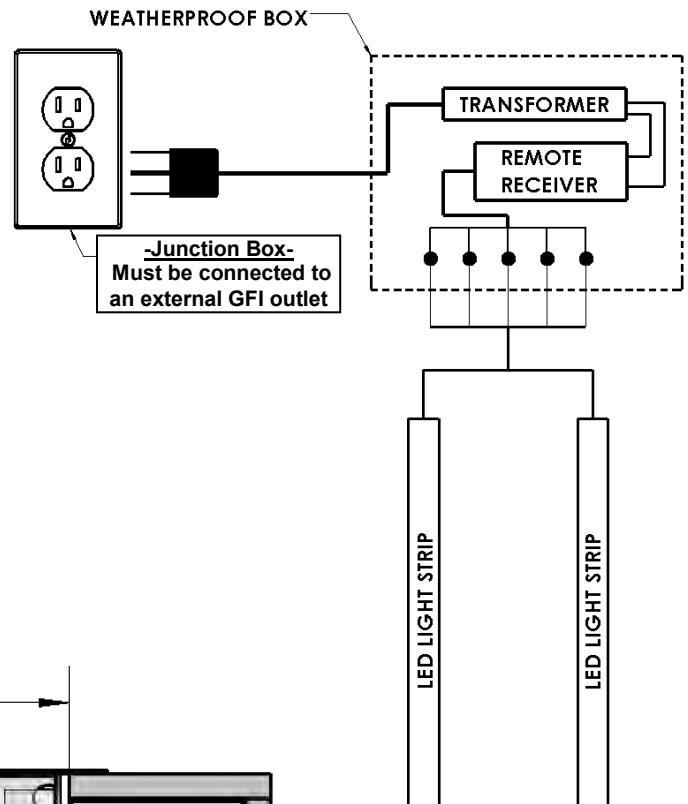 WEATHERPROOF BOX
TRANSFORMER
REMOTE
RECEIVER
-Junction Box-
Must be connected to
an external GFI outlet
LED LIGHT STRIP
LED LIGHT STRIP